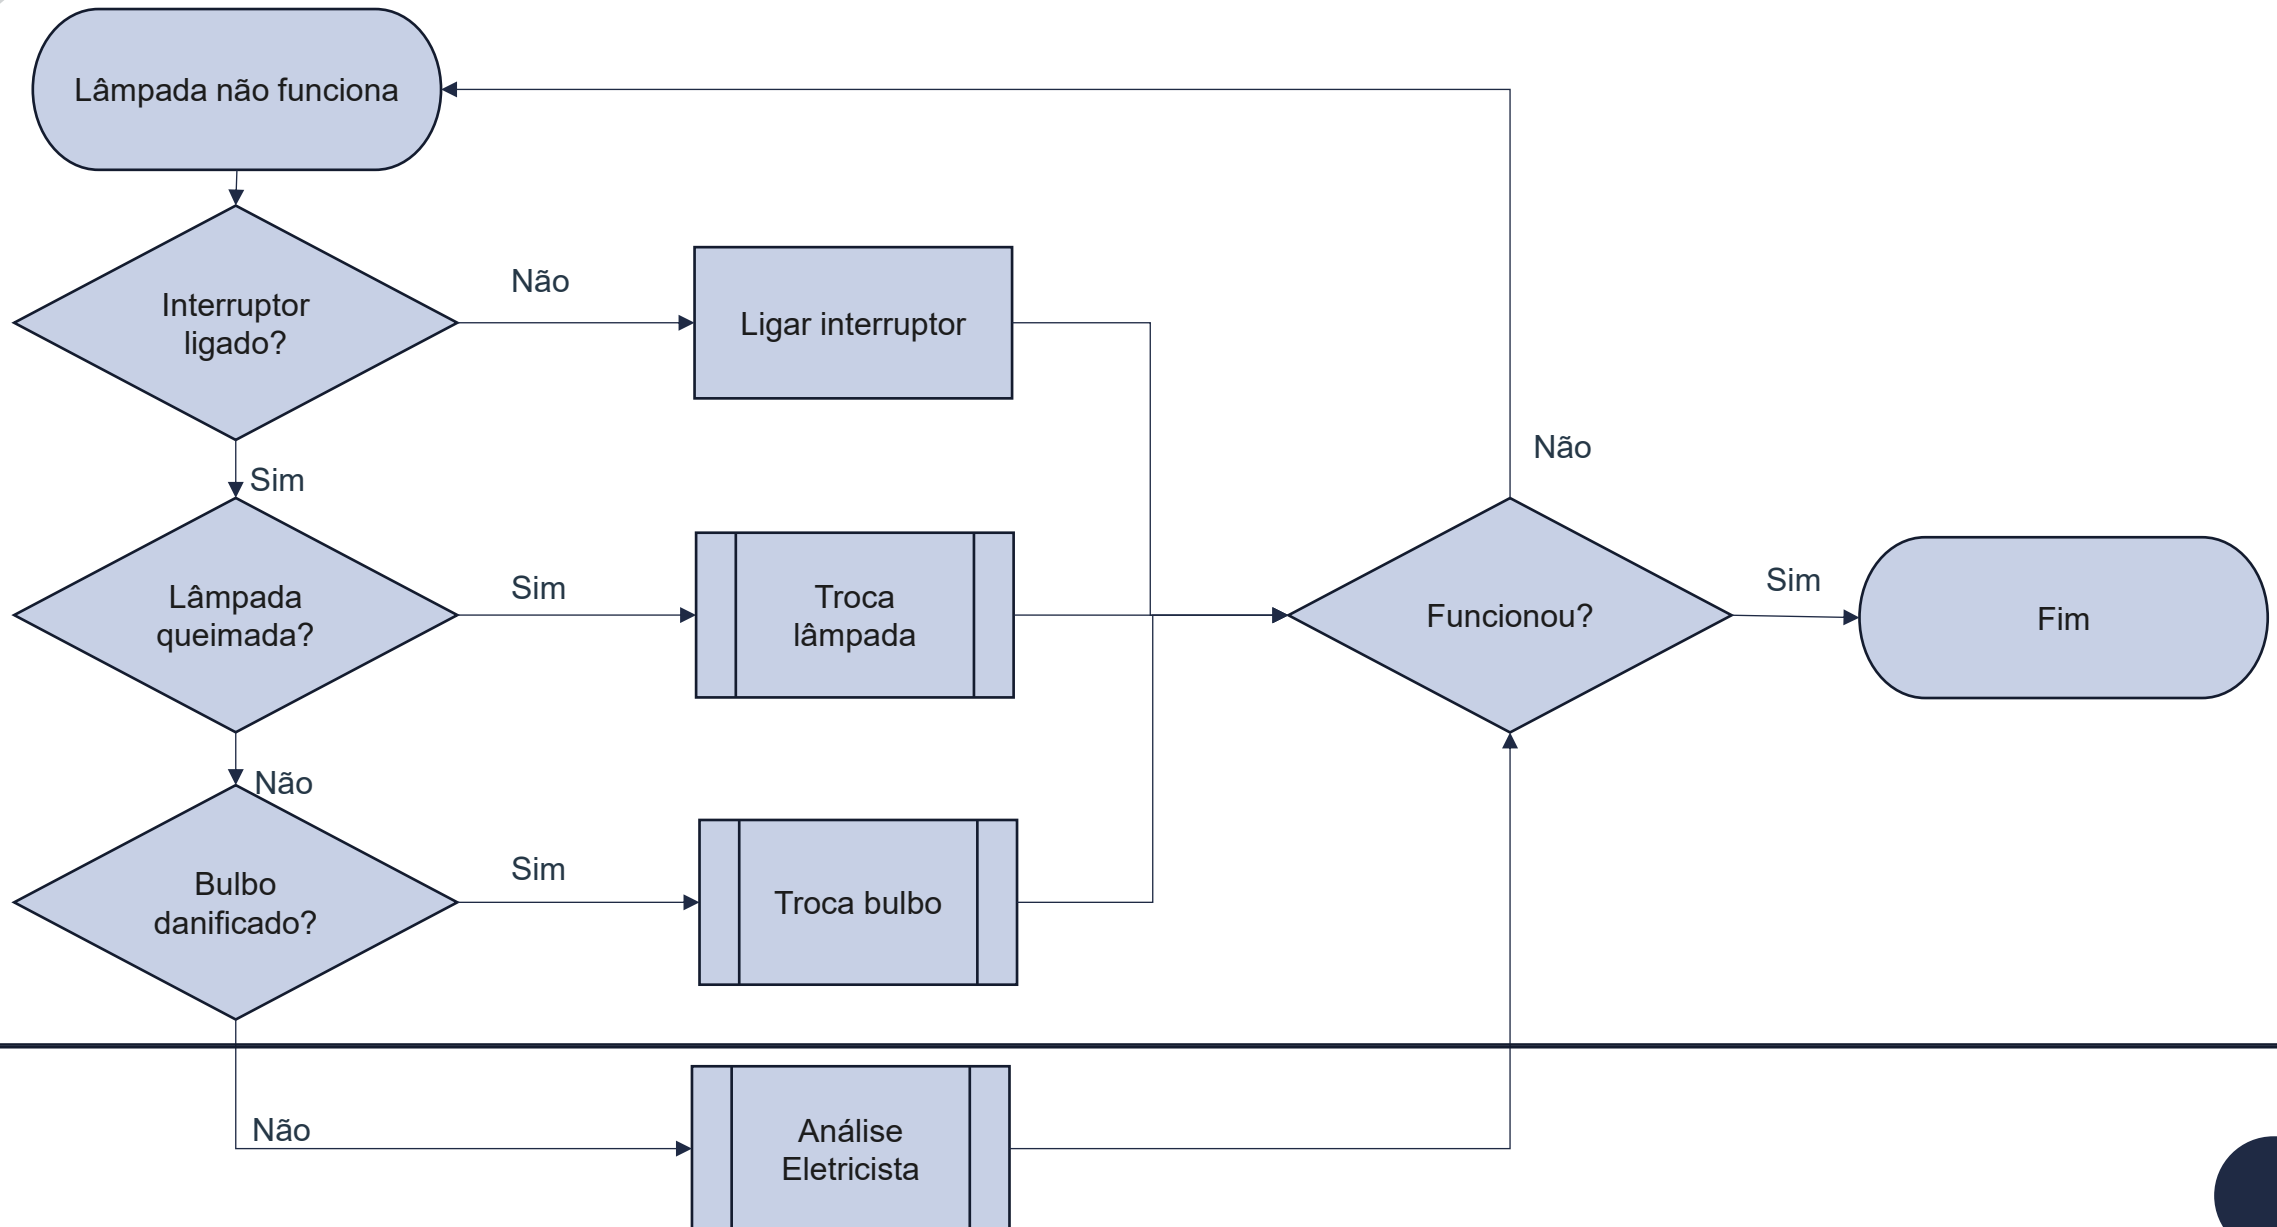 Lâmpada não funciona
Interruptor
ligado?
Não
Ligar interruptor
Sim
Lâmpada
queimada?
Sim
Troca
lâmpada
Não
Bulbo
danificado?
Sim
Troca bulbo
Não
Análise
Eletricista
Funcionou?
Não
Sim
Fim